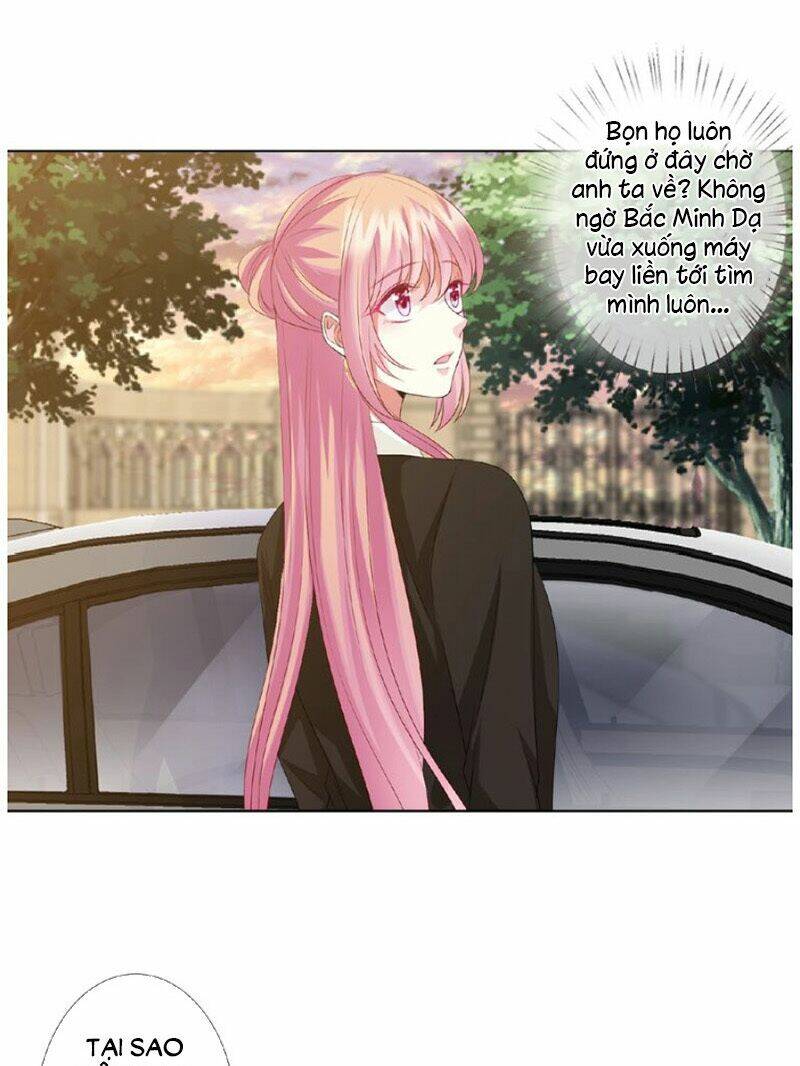 Bọn họ luôn
đứng ở đây chờ
anh ta về? Không
ngờ Bắc Minh Dạ
vừa xuống máy
bay liền tới tìm
mình luôn...
TẠI SAO